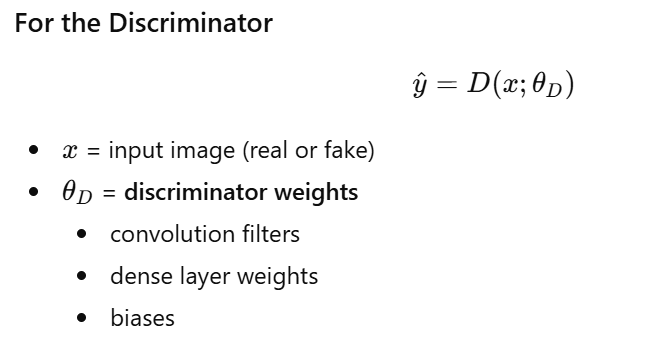 For the Discriminator
ŷ = D(x; θ_D)
• x = input image (real or fake)
• θ_D = discriminator weights
• convolution filters
• dense layer weights
• biases